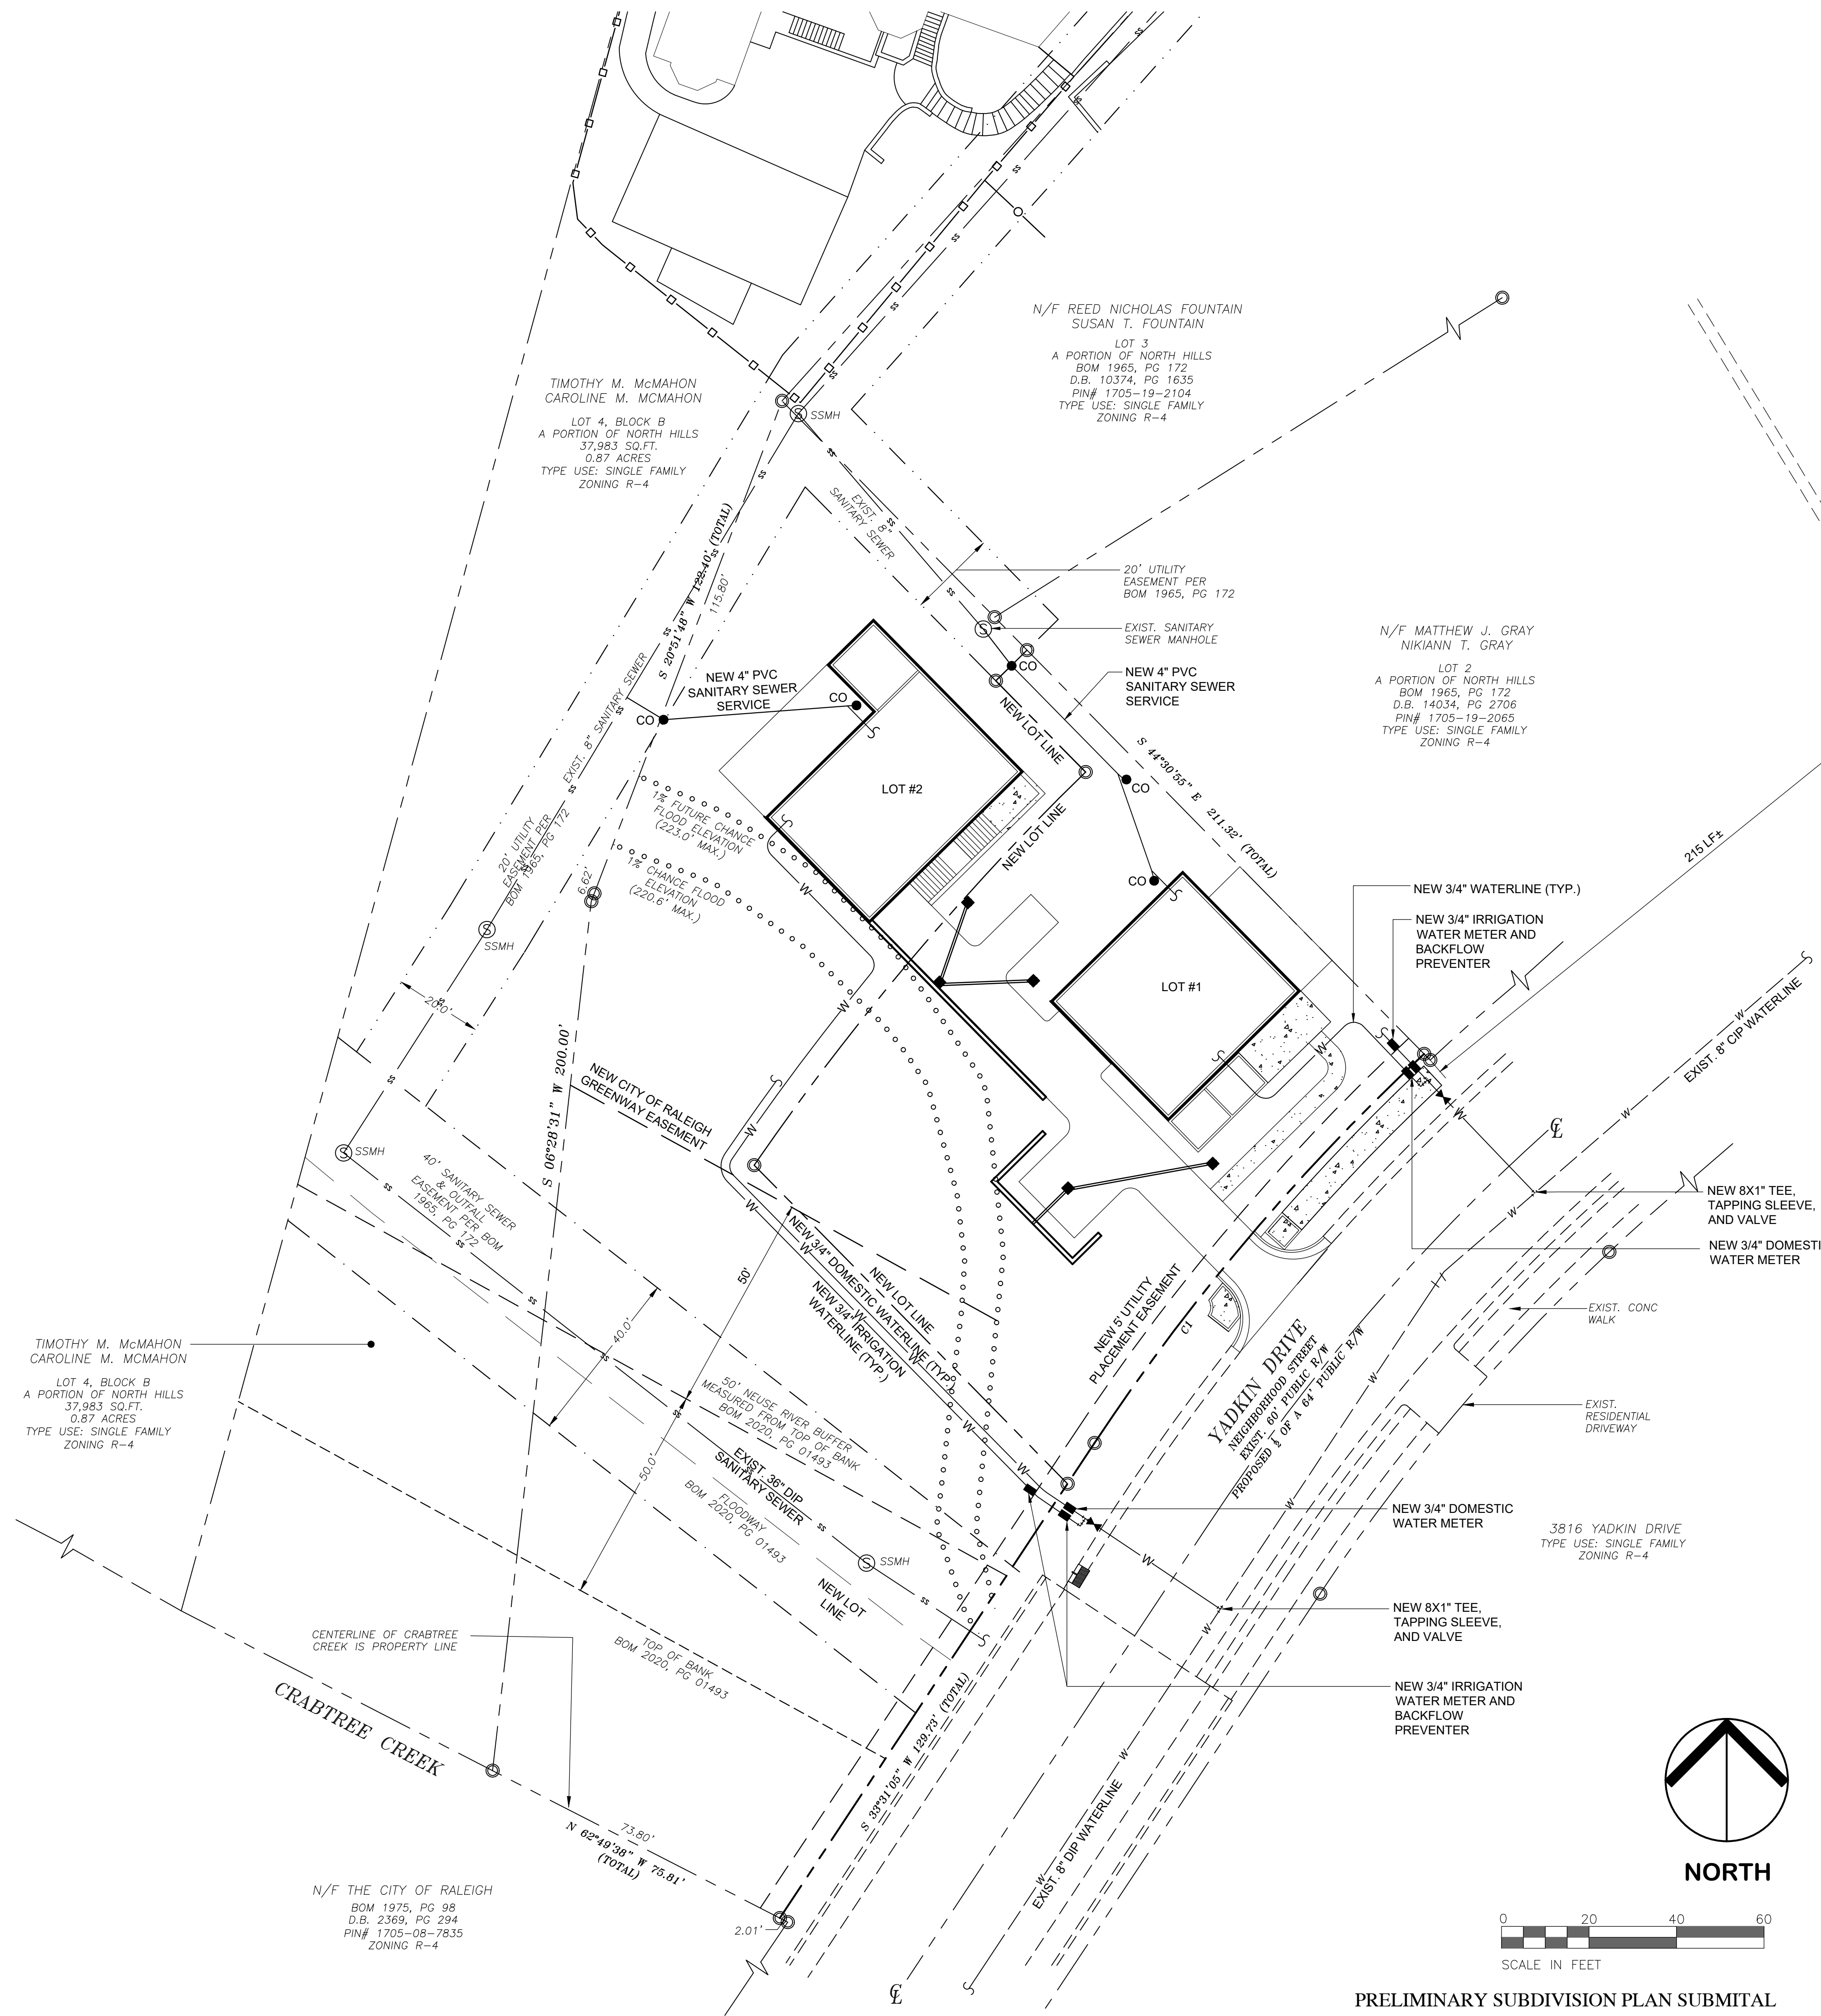 N/F REED NICHOLAS FOUNTAIN
SUSAN T. FOUNTAIN
LOT 3
A PORTION OF NORTH HILLS
BOM 1965, PG 172
D.B. 10374, PG 1635
PIN# 1705-19-2104
TYPE USE: SINGLE FAMILY
ZONING R-4
TIMOTHY M. McMAHON
CAROLINE M. MCMAHON
LOT 4, BLOCK B
A PORTION OF NORTH HILLS
37,983 SQ.FT.
0.87 ACRES
TYPE USE: SINGLE FAMILY
ZONING R-4
SSMH
EXIST. 8"
SANITARY SEWER
S 20°51'48" W 122.40' (TOTAL)
115.80'
20' UTILITY
EASEMENT PER
BOM 1965, PG 172
EXIST. SANITARY
SEWER MANHOLE
NEW 4" PVC
SANITARY SEWER
SERVICE
N/F MATTHEW J. GRAY
NIKIANN T. GRAY
LOT 2
A PORTION OF NORTH HILLS
BOM 1965, PG 172
D.B. 14034, PG 2706
PIN# 1705-19-2065
TYPE USE: SINGLE FAMILY
ZONING R-4
CO
NEW 4" PVC
SANITARY SEWER
SERVICE
CO
CO
EXIST. 8" SANITARY SEWER
NEW LOT LINE
S 44°30'55" E 211.32' (TOTAL)
CO
LOT #2
NEW LOT LINE
1% FUTURE CHANCE
FLOOD ELEVATION
(223.0' MAX.)
1% CHANCE FLOOD
ELEVATION
(220.6' MAX.)
20' UTILITY
EASEMENT PER
BOM 1965, PG 172
6.62'
CO
215 LF±
NEW 3/4" WATERLINE (TYP.)
NEW 3/4" IRRIGATION
WATER METER AND
BACKFLOW
PREVENTER
SSMH
LOT #1
20.0'
EXIST. 8" CIP WATERLINE
S 06°28'31" W 200.00'
NEW CITY OF RALEIGH
GREENWAY EASEMENT
SSMH
40' SANITARY SEWER
& OUTFALL
EASEMENT PER BOM
1965, PG 172
NEW 8X1" TEE,
TAPPING SLEEVE,
AND VALVE
NEW 3/4" DOMESTI
WATER METER
50'
NEW LOT LINE
NEW 3/4" DOMESTIC WATERLINE (TYP.)
NEW 3/4" IRRIGATION
WATERLINE (TYP.)
NEW 5' UTILITY
PLACEMENT EASEMENT
C1
EXIST. CONC
WALK
YADKIN DRIVE
NEIGHBORHOOD STREET
EXIST. 60' PUBLIC R/W
PROPOSED ½ OF A 64' PUBLIC R/W
TIMOTHY M. McMAHON
CAROLINE M. MCMAHON
LOT 4, BLOCK B
A PORTION OF NORTH HILLS
37,983 SQ.FT.
0.87 ACRES
TYPE USE: SINGLE FAMILY
ZONING R-4
40.0'
50' NEUSE RIVER BUFFER
MEASURED FROM TOP OF BANK
BOM 2020, PG 01493
EXIST.
RESIDENTIAL
DRIVEWAY
50.0'
EXIST. 36" DIP
SANITARY SEWER
FLOODWAY
BOM 2020, PG 01493
SSMH
NEW LOT
LINE
NEW 3/4" DOMESTIC
WATER METER
3816 YADKIN DRIVE
TYPE USE: SINGLE FAMILY
ZONING R-4
NEW 8X1" TEE,
TAPPING SLEEVE,
AND VALVE
CENTERLINE OF CRABTREE
CREEK IS PROPERTY LINE
TOP OF BANK
BOM 2020, PG 01493
NEW 3/4" IRRIGATION
WATER METER AND
BACKFLOW
PREVENTER
CRABTREE CREEK
S 33°31'05" W 129.73' (TOTAL)
73.80'
N 62°49'38" W 75.81'
(TOTAL)
EXIST. 8" DIP WATERLINE
N/F THE CITY OF RALEIGH
BOM 1975, PG 98
D.B. 2369, PG 294
PIN# 1705-08-7835
ZONING R-4
2.01'
NORTH
0 20 40 60
SCALE IN FEET
PRELIMINARY SUBDIVISION PLAN SUBMITAL